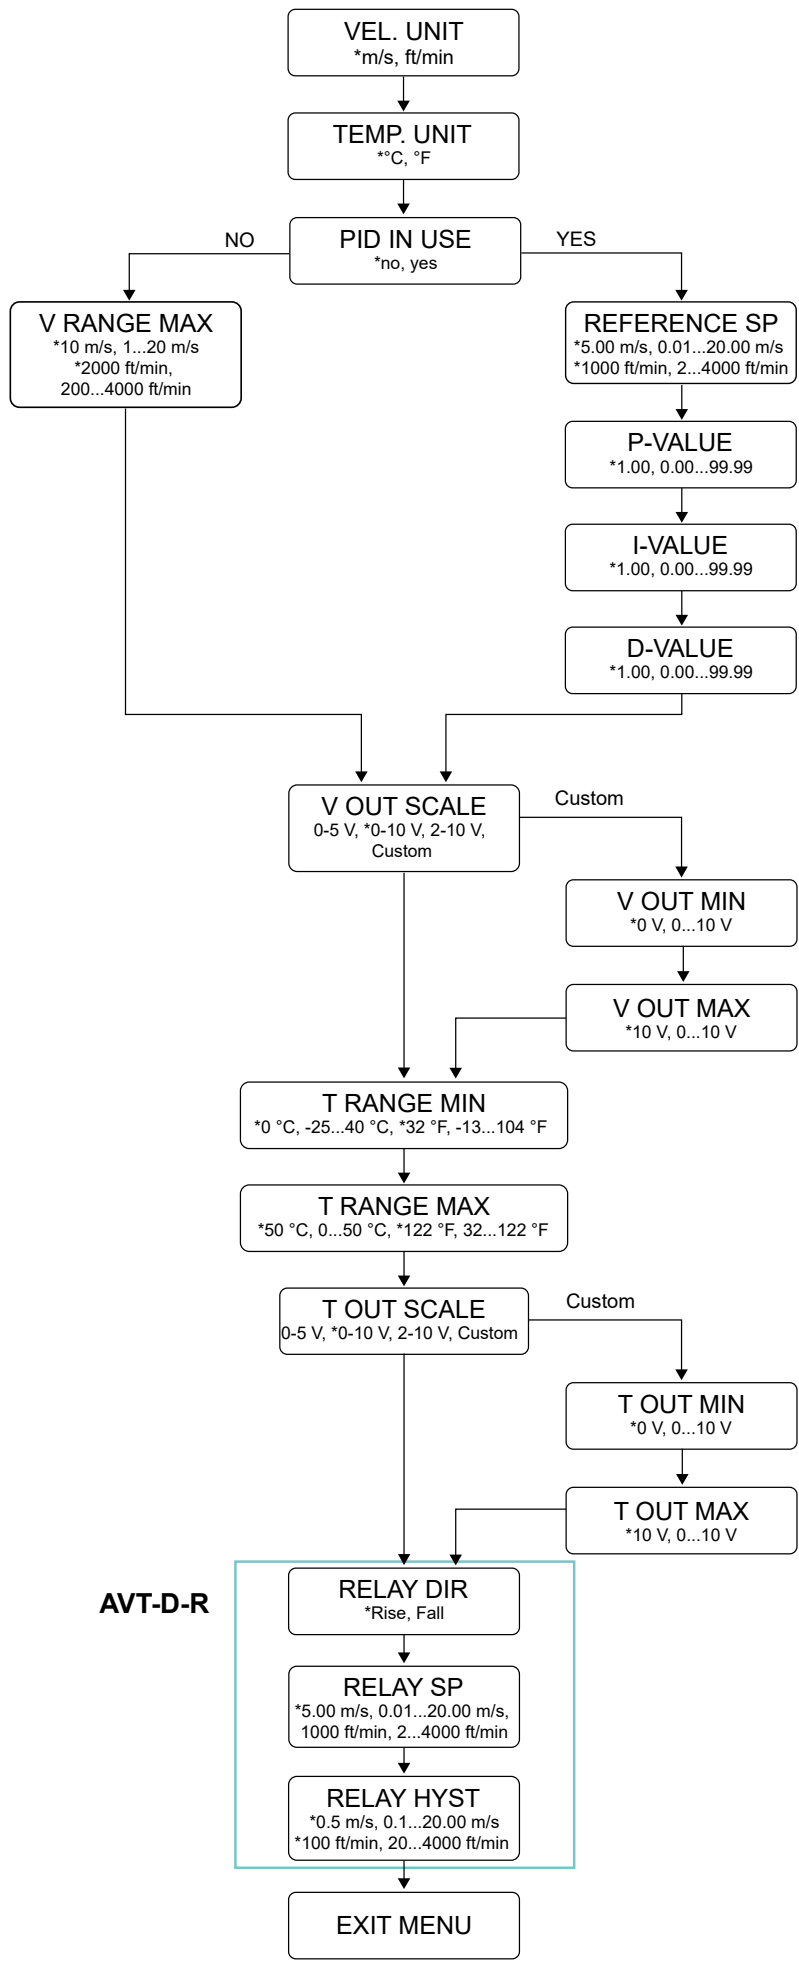 VEL. UNIT
*m/s, ft/min
TEMP. UNIT
*°C, °F
NO
PID IN USE
*no, yes
YES
V RANGE MAX
*10 m/s, 1...20 m/s
*2000 ft/min,
200...4000 ft/min
REFERENCE SP
*5.00 m/s, 0.01...20.00 m/s
*1000 ft/min, 2...4000 ft/min
P-VALUE
*1.00, 0.00...99.99
I-VALUE
*1.00, 0.00...99.99
D-VALUE
*1.00, 0.00...99.99
V OUT SCALE
0-5 V, *0-10 V, 2-10 V,
Custom
Custom
V OUT MIN
*0 V, 0...10 V
V OUT MAX
*10 V, 0...10 V
T RANGE MIN
*0 °C, -25...40 °C, *32 °F, -13...104 °F
T RANGE MAX
*50 °C, 0...50 °C, *122 °F, 32...122 °F
T OUT SCALE
0-5 V, *0-10 V, 2-10 V, Custom
Custom
T OUT MIN
*0 V, 0...10 V
T OUT MAX
*10 V, 0...10 V
AVT-D-R
RELAY DIR
*Rise, Fall
RELAY SP
*5.00 m/s, 0.01...20.00 m/s,
1000 ft/min, 2...4000 ft/min
RELAY HYST
*0.5 m/s, 0.1...20.00 m/s
*100 ft/min, 20...4000 ft/min
EXIT MENU